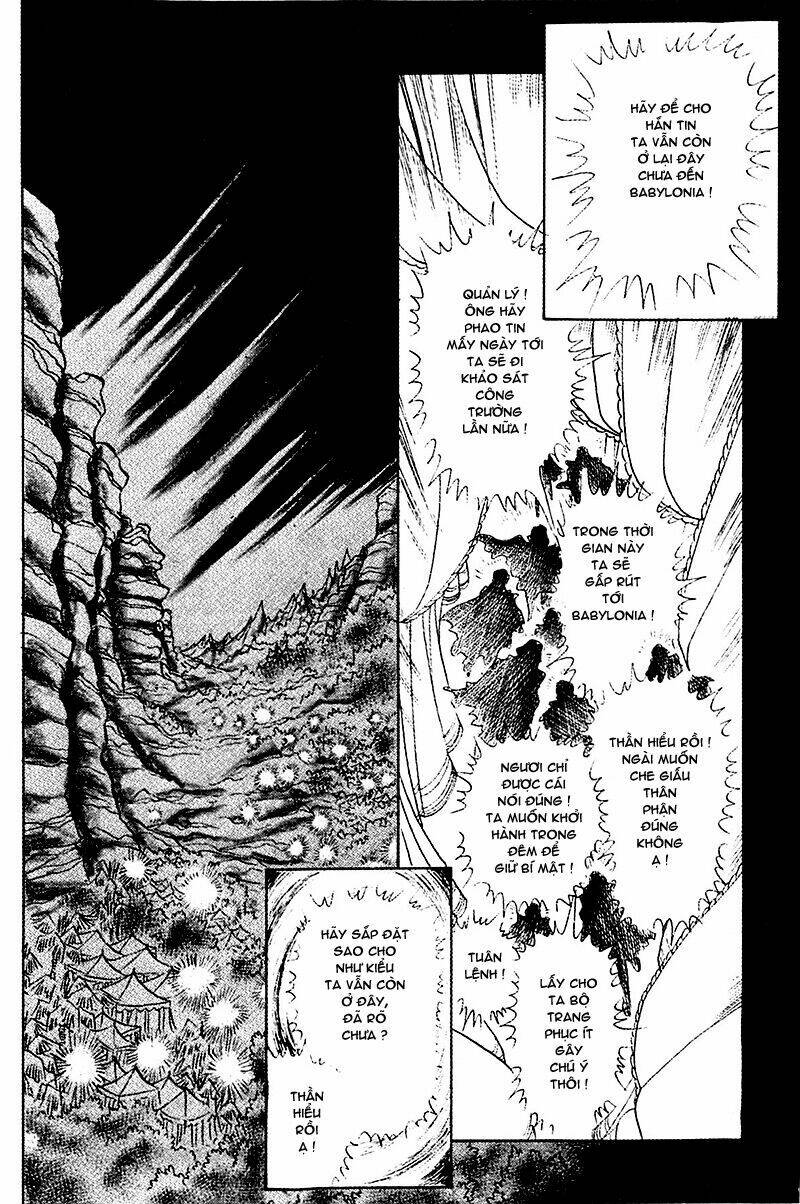 HÃY ĐỂ CHO
HẮN TIN
TA VẪN CÒN
Ở LẠI ĐÂY
CHƯA ĐẾN
BABYLONIA !
QUẢN LÝ !
ÔNG HÃY
PHAO TIN
MẤY NGÀY TỚI
TA SẼ ĐI
KHẢO SÁT
CÔNG
TRƯỜNG
LẦN NỮA !
TRONG THỜI
GIAN NÀY
TA SẼ
GẤP RÚT
TỚI
BABYLONIA !
THẦN HIỂU RỒI !
NGÀI MUỐN
CHE GIẤU
THÂN
PHẬN
ĐÚNG
KHÔNG
Ạ !
NGƯƠI CHỈ
ĐƯỢC CÁI
NÓI ĐÚNG !
TA MUỐN KHỞI
HÀNH TRONG
ĐÊM ĐỂ
GIỮ BÍ MẬT !
LẤY CHO
TA BỘ
TRANG
PHỤC ÍT
GÂY
CHÚ Ý
THÔI !
TUÂN
LỆNH !
HÃY SẮP ĐẶT
SAO CHO
NHƯ KIỂU
TA VẪN CÒN
Ở ĐÂY,
ĐÃ RÕ
CHƯA ?
THẦN
HIỂU
RỒI
Ạ !